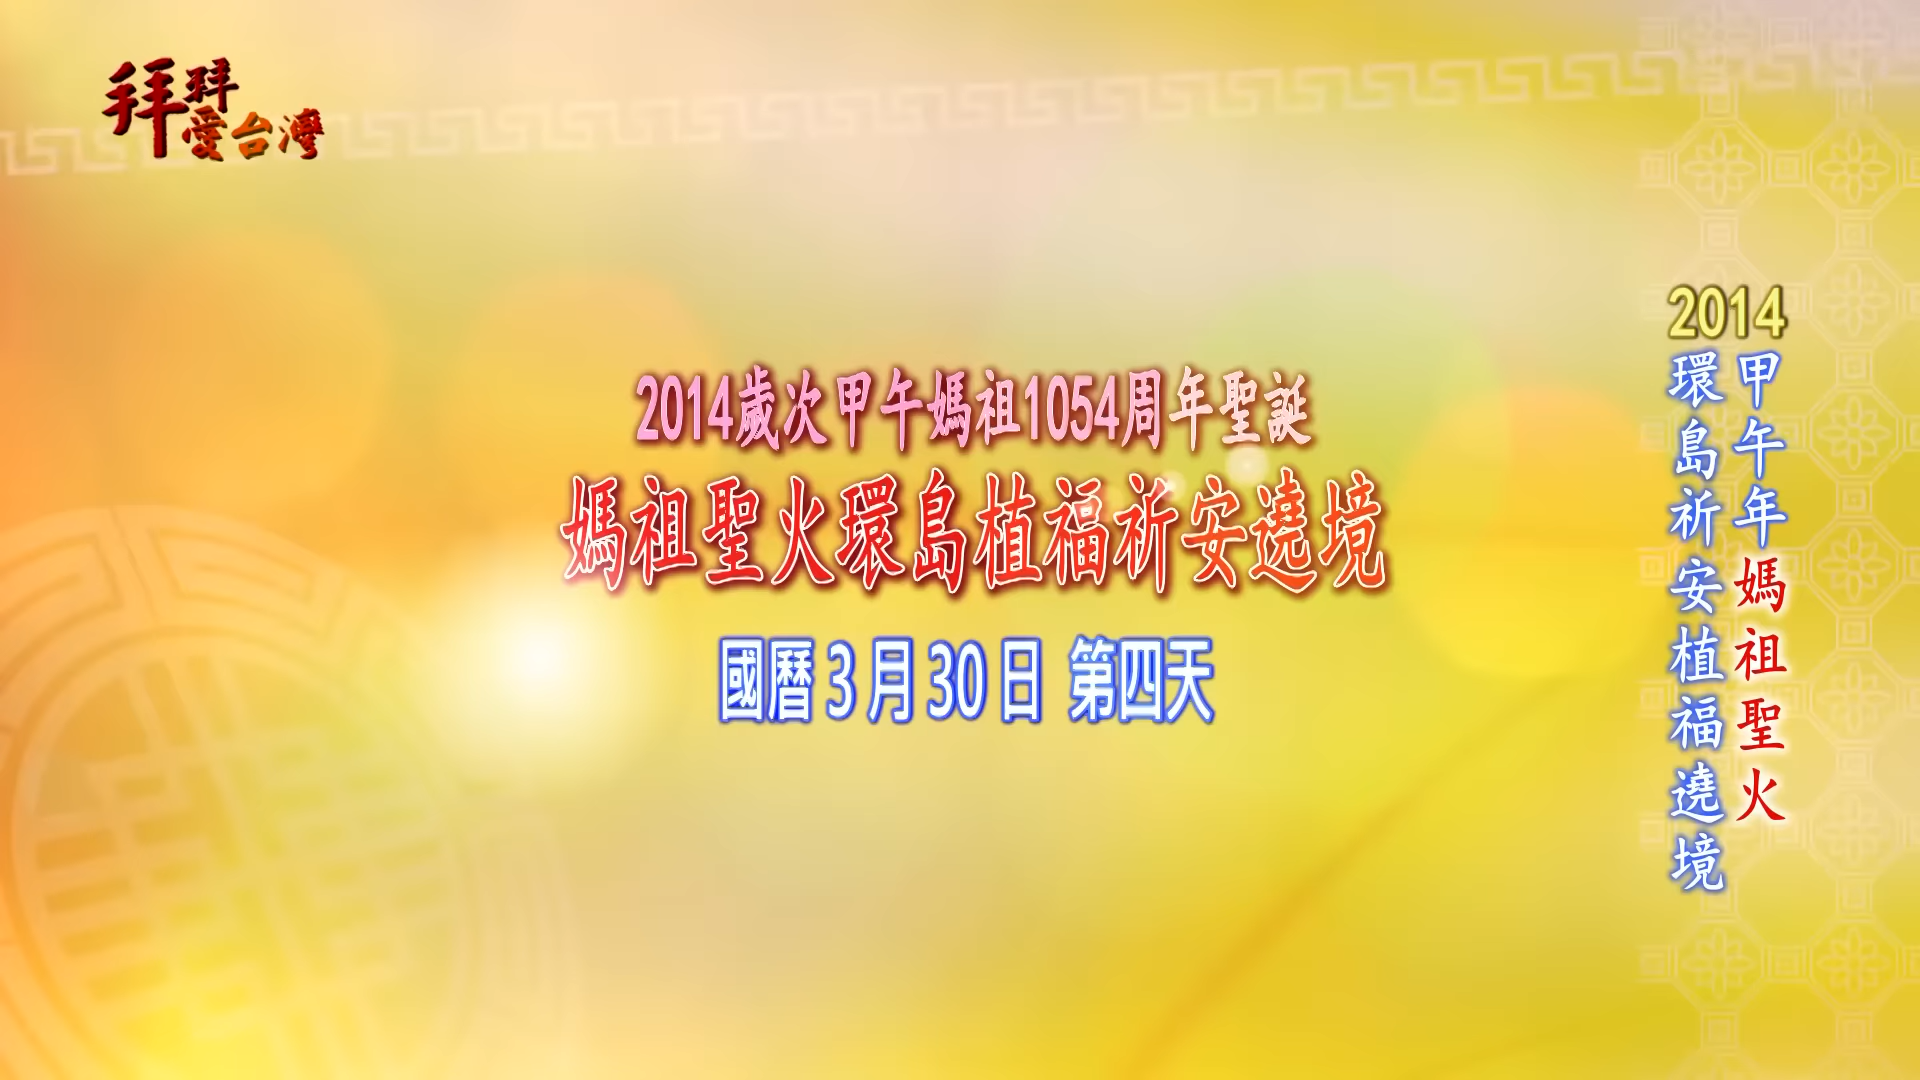 拜拜
愛台灣
2014歲次甲午媽祖1054周年聖誕
媽祖聖火環島植福祈安遶境
國曆3月30日 第四天
2014
甲午年媽祖聖火
環島祈安植福遶境